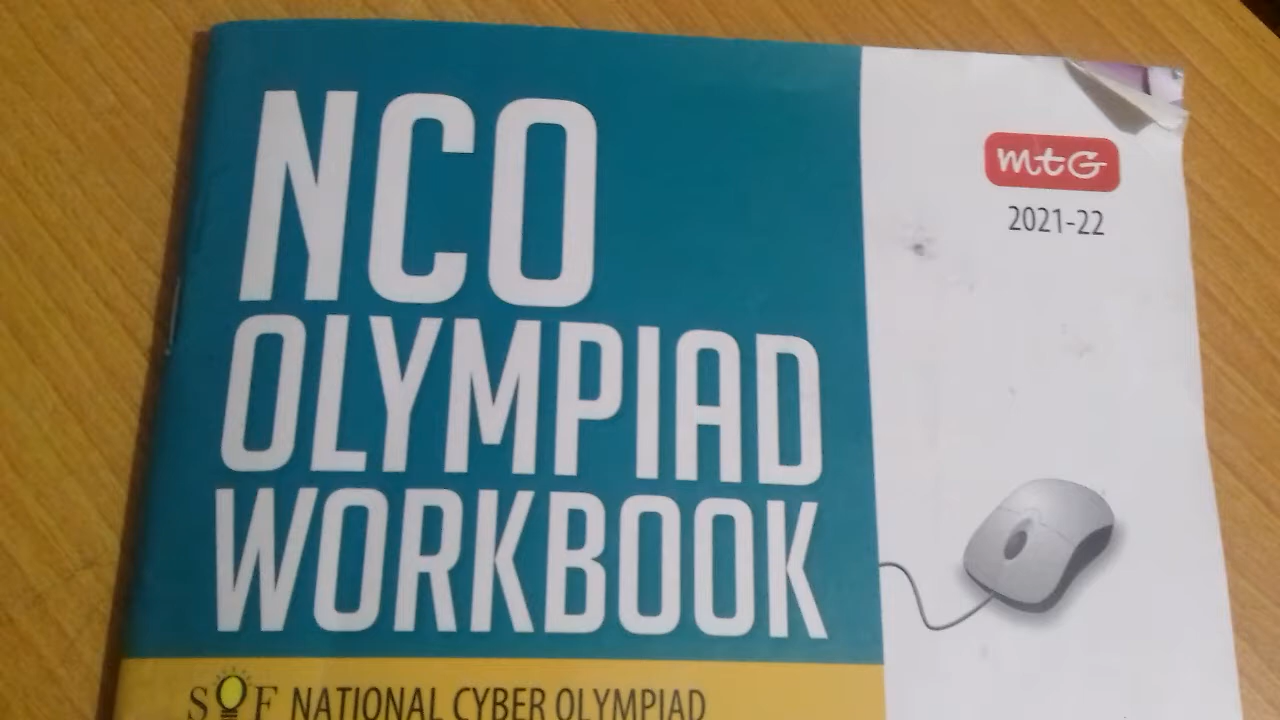 NCO
OLYMPIAD
WORKBOOK
mtG
2021-22
SOF NATIONAL CYBER OLYMPIAD